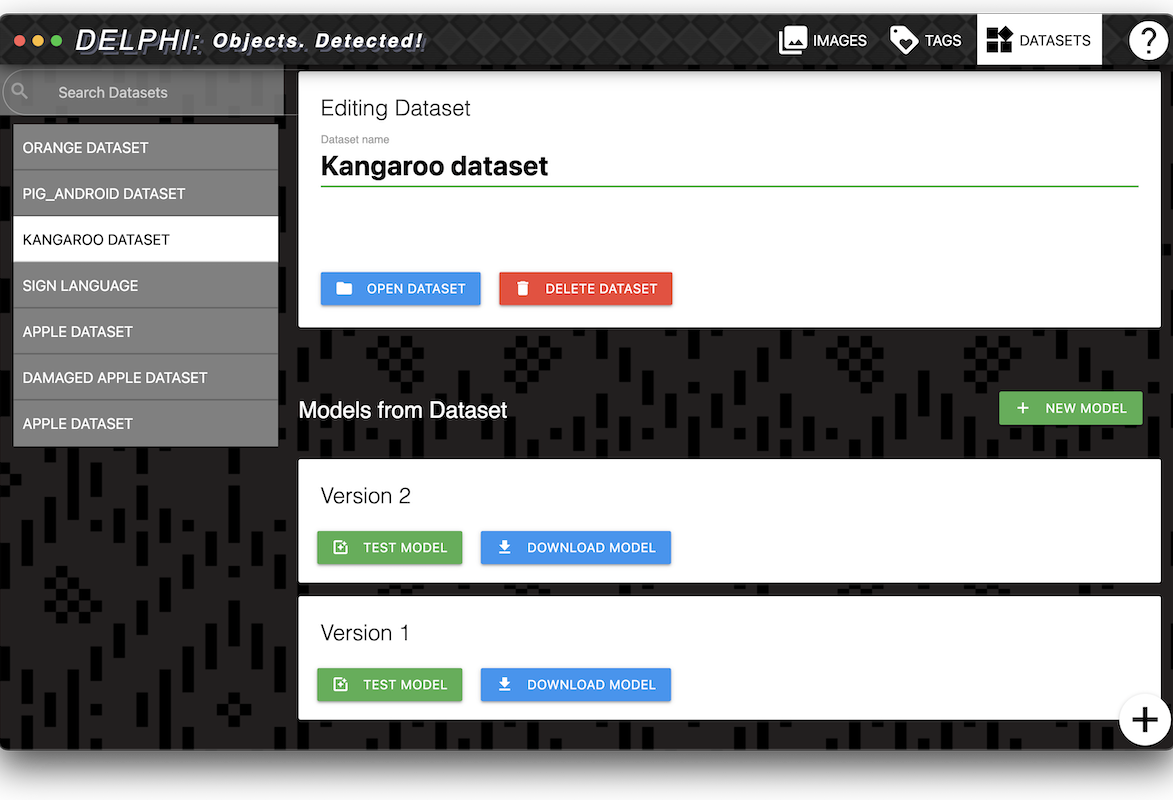 DELPHI: Objects. Detected!
IMAGES
TAGS
DATASETS
?
Search Datasets
ORANGE DATASET
PIG_ANDROID DATASET
KANGAROO DATASET
SIGN LANGUAGE
APPLE DATASET
DAMAGED APPLE DATASET
APPLE DATASET
Editing Dataset
Dataset name
Kangaroo dataset
OPEN DATASET
DELETE DATASET
Models from Dataset
+ NEW MODEL
Version 2
TEST MODEL
DOWNLOAD MODEL
Version 1
TEST MODEL
DOWNLOAD MODEL
+